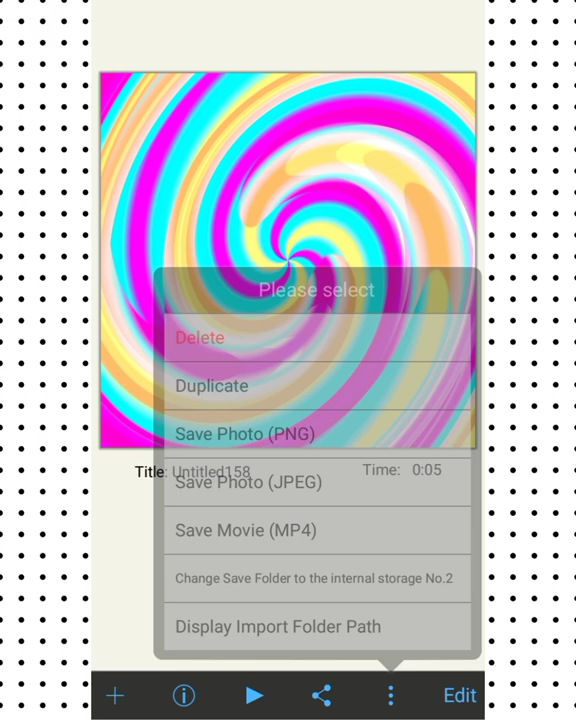 Please select
Delete
Duplicate
Save Photo (PNG)
Title: Untitled158
Time: 0:05
Save Photo (JPEG)
Save Movie (MP4)
Change Save Folder to the internal storage No.2
Display Import Folder Path
Edit